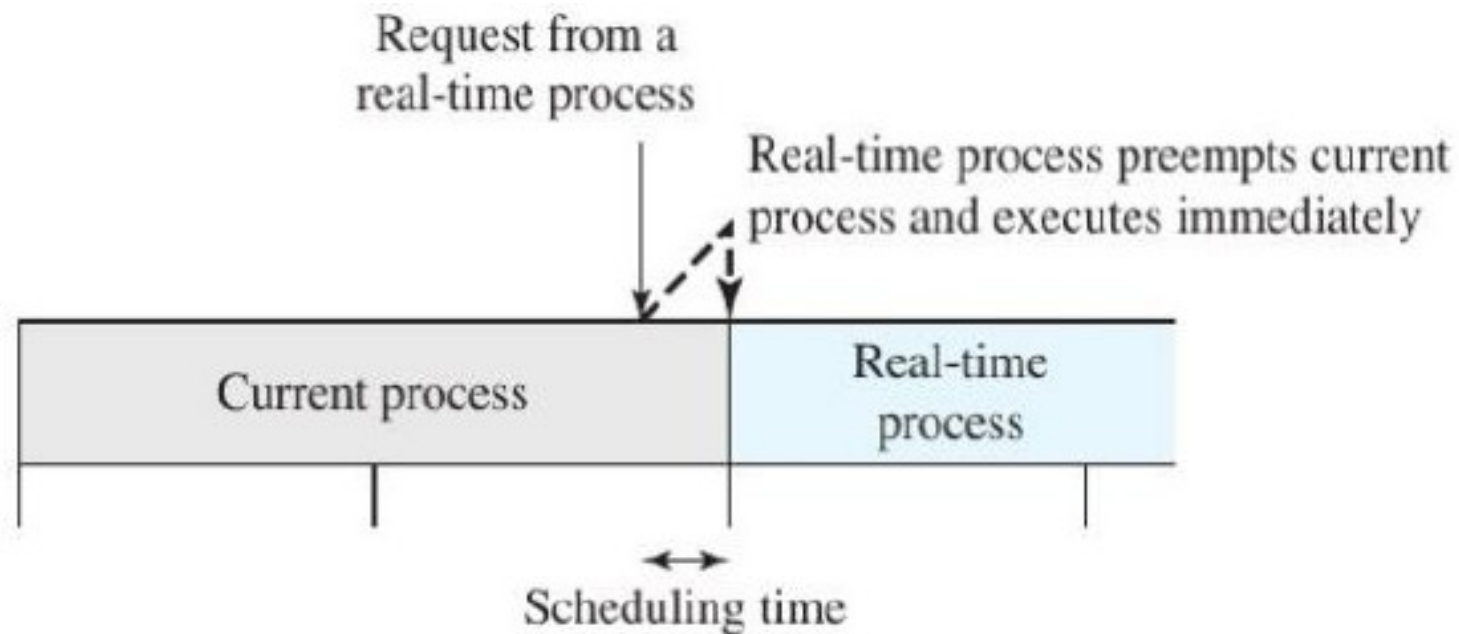 Request from a
real-time process
Real-time process preempts current
process and executes immediately
Current process
Real-time
process
Scheduling time